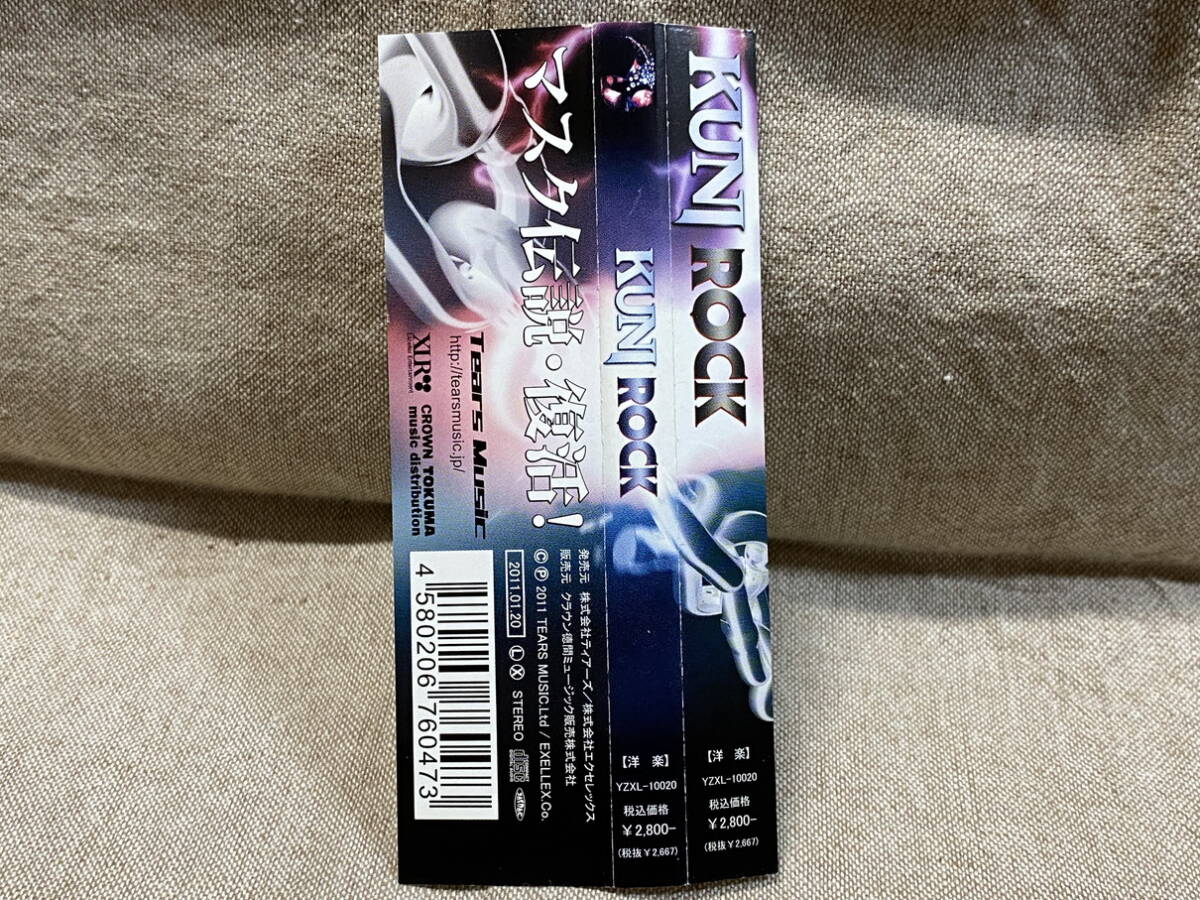 KUNI ROCK
【洋 楽】
YZXL-10020
税込価格
￥2,800-
(税抜￥2,667)
KUNI ROCK
【洋 楽】
YZXL-10020
税込価格
￥2,800-
(税抜￥2,667)
マスク伝説・復活！
Tears Music
http://tearsmusic.jp/
XLR
CROWN TOKUMA
music distribution
発売元 株式会社ティアーズ／株式会社エクセレックス
販売元 クラウン徳間ミュージック販売株式会社
Ⓒ Ⓟ 2011 TEARS MUSIC.Ltd / EXELLEX.Co.
2011.01.20 Ⓛ Ⓧ STEREO
4 580206 760473